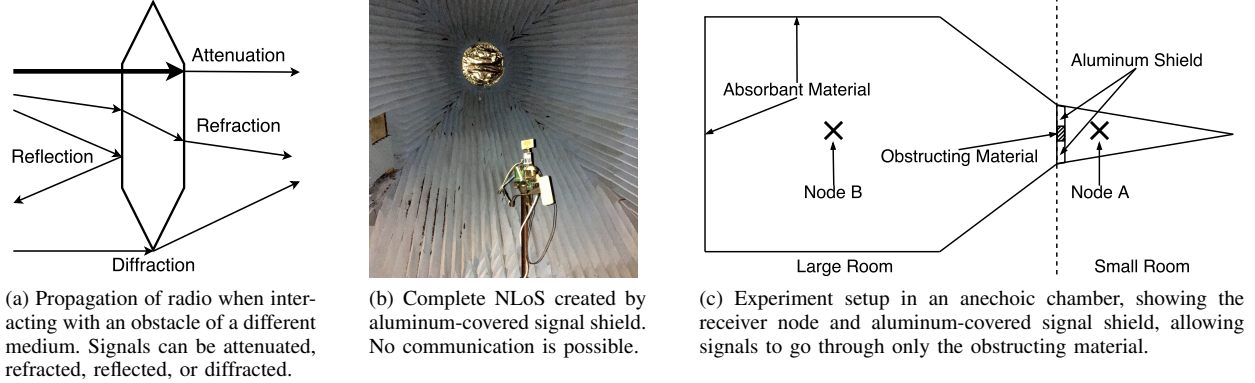 Attenuation
Refraction
Reflection
Diffraction
(a) Propagation of radio when inter-
acting with an obstacle of a different
medium. Signals can be attenuated,
refracted, reflected, or diffracted.
(b) Complete NLoS created by
aluminum-covered signal shield.
No communication is possible.
Aluminum Shield
Absorbant Material
Obstructing Material
Node B
Node A
Large Room
Small Room
(c) Experiment setup in an anechoic chamber, showing the
receiver node and aluminum-covered signal shield, allowing
signals to go through only the obstructing material.